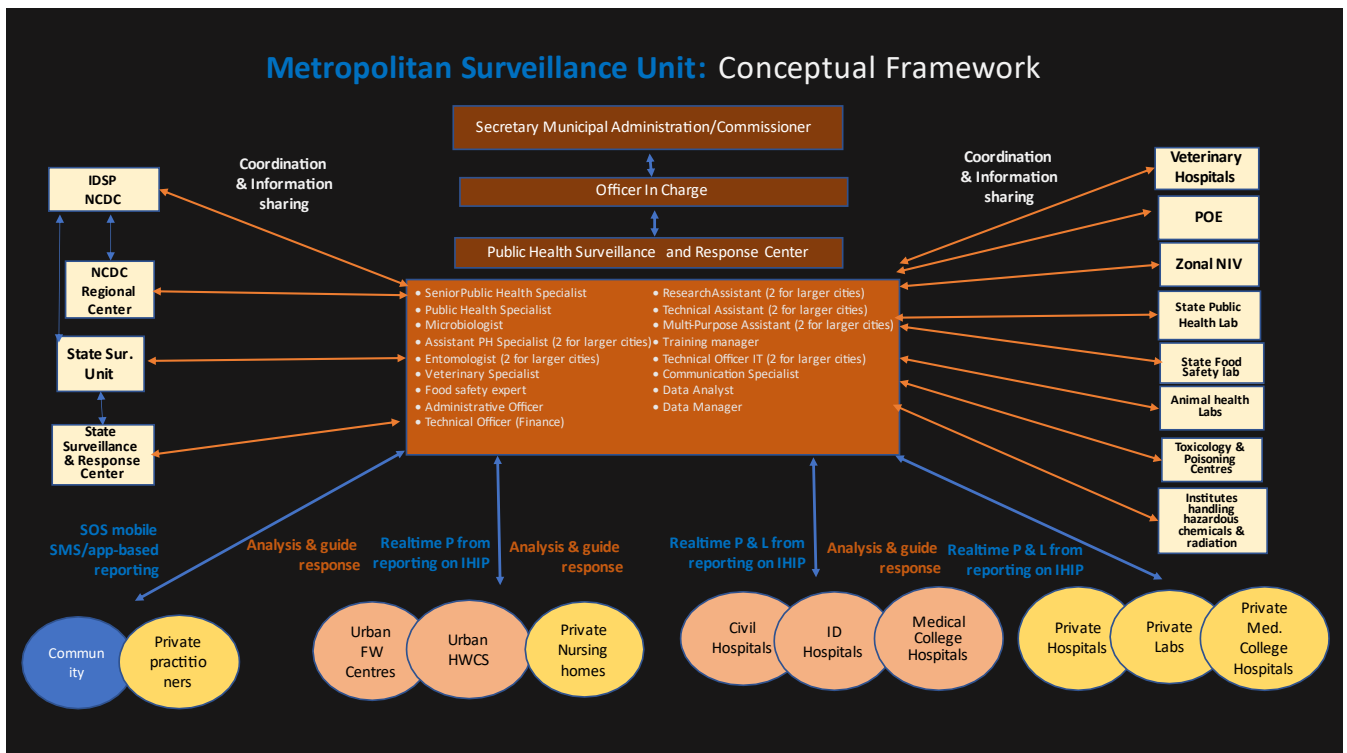 Metropolitan Surveillance Unit: Conceptual Framework
Secretary Municipal Administration/Commissioner
Officer In Charge
Public Health Surveillance and Response Center
Coordination
& Information
sharing
IDSP
NCDC
NCDC
Regional
Center
State Sur.
Unit
State
Surveillance
& Response
Center
• SeniorPublic Health Specialist
• Public Health Specialist
• Microbiologist
• Assistant PH Specialist (2 for larger cities)
• Entomologist (2 for larger cities)
• Veterinary Specialist
• Food safety expert
• Administrative Officer
• Technical Officer (Finance)
• ResearchAssistant (2 for larger cities)
• Technical Assistant (2 for larger cities)
• Multi-Purpose Assistant (2 for larger cities)
• Training manager
• Technical Officer IT (2 for larger cities)
• Communication Specialist
• Data Analyst
• Data Manager
Coordination
& Information
sharing
Veterinary
Hospitals
POE
Zonal NIV
State Public
Health Lab
State Food
Safety lab
Animal health
Labs
Toxicology &
Poisoning
Centres
Institutes
handling
hazardous
chemicals &
radiation
SOS mobile
SMS/app-based
reporting
Analysis & guide
response
Realtime P from
reporting on IHIP
Analysis & guide
response
Realtime P & L from
reporting on IHIP
Analysis & guide
response
Realtime P & L from
reporting on IHIP
Commun
ity
Private
practitio
ners
Urban
FW
Centres
Urban
HWCS
Private
Nursing
homes
Civil
Hospitals
ID
Hospitals
Medical
College
Hospitals
Private
Hospitals
Private
Labs
Private
Med.
College
Hospitals